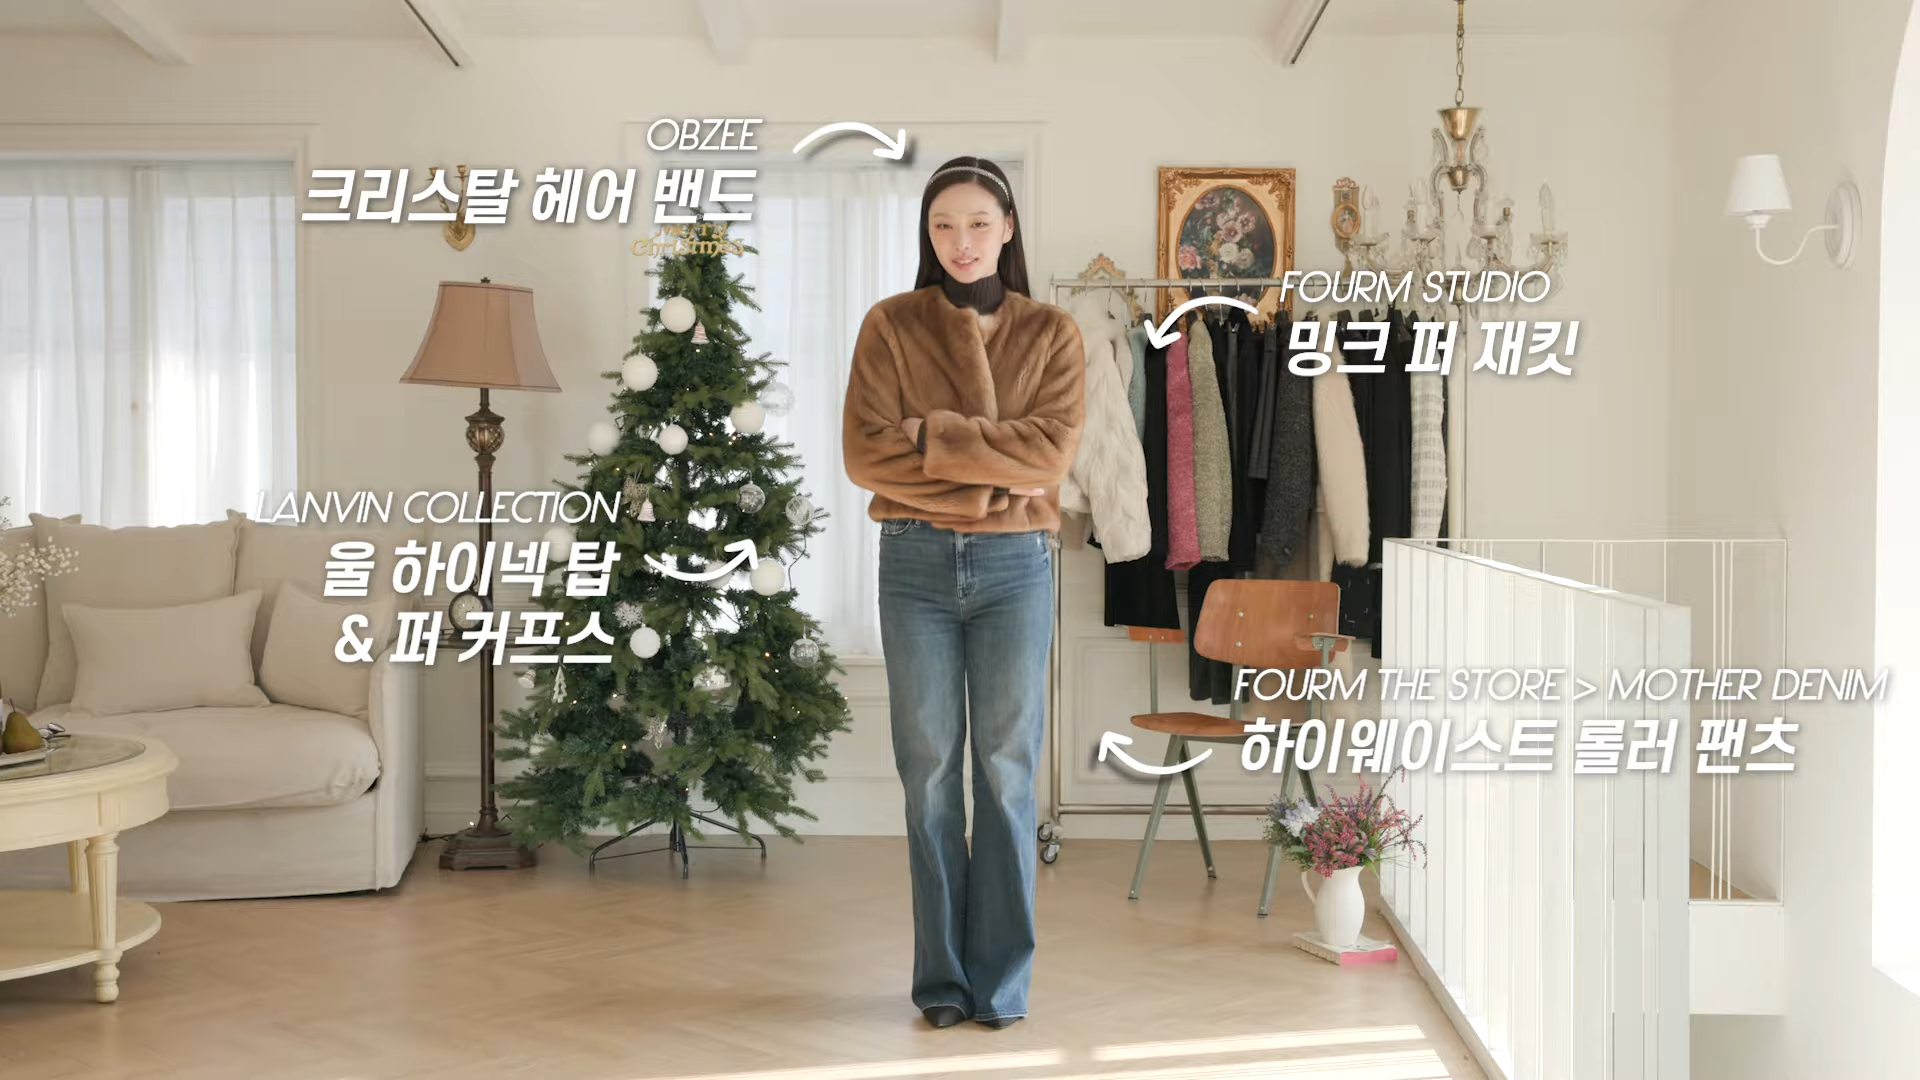 OBZEE
크리스탈 헤어 밴드
Merry
Christmas
FOURM STUDIO
밍크 퍼 재킷
LANVIN COLLECTION
울 하이넥 탑
& 퍼 커프스
FOURM THE STORE > MOTHER DENIM
하이웨이스트 롤러 팬츠